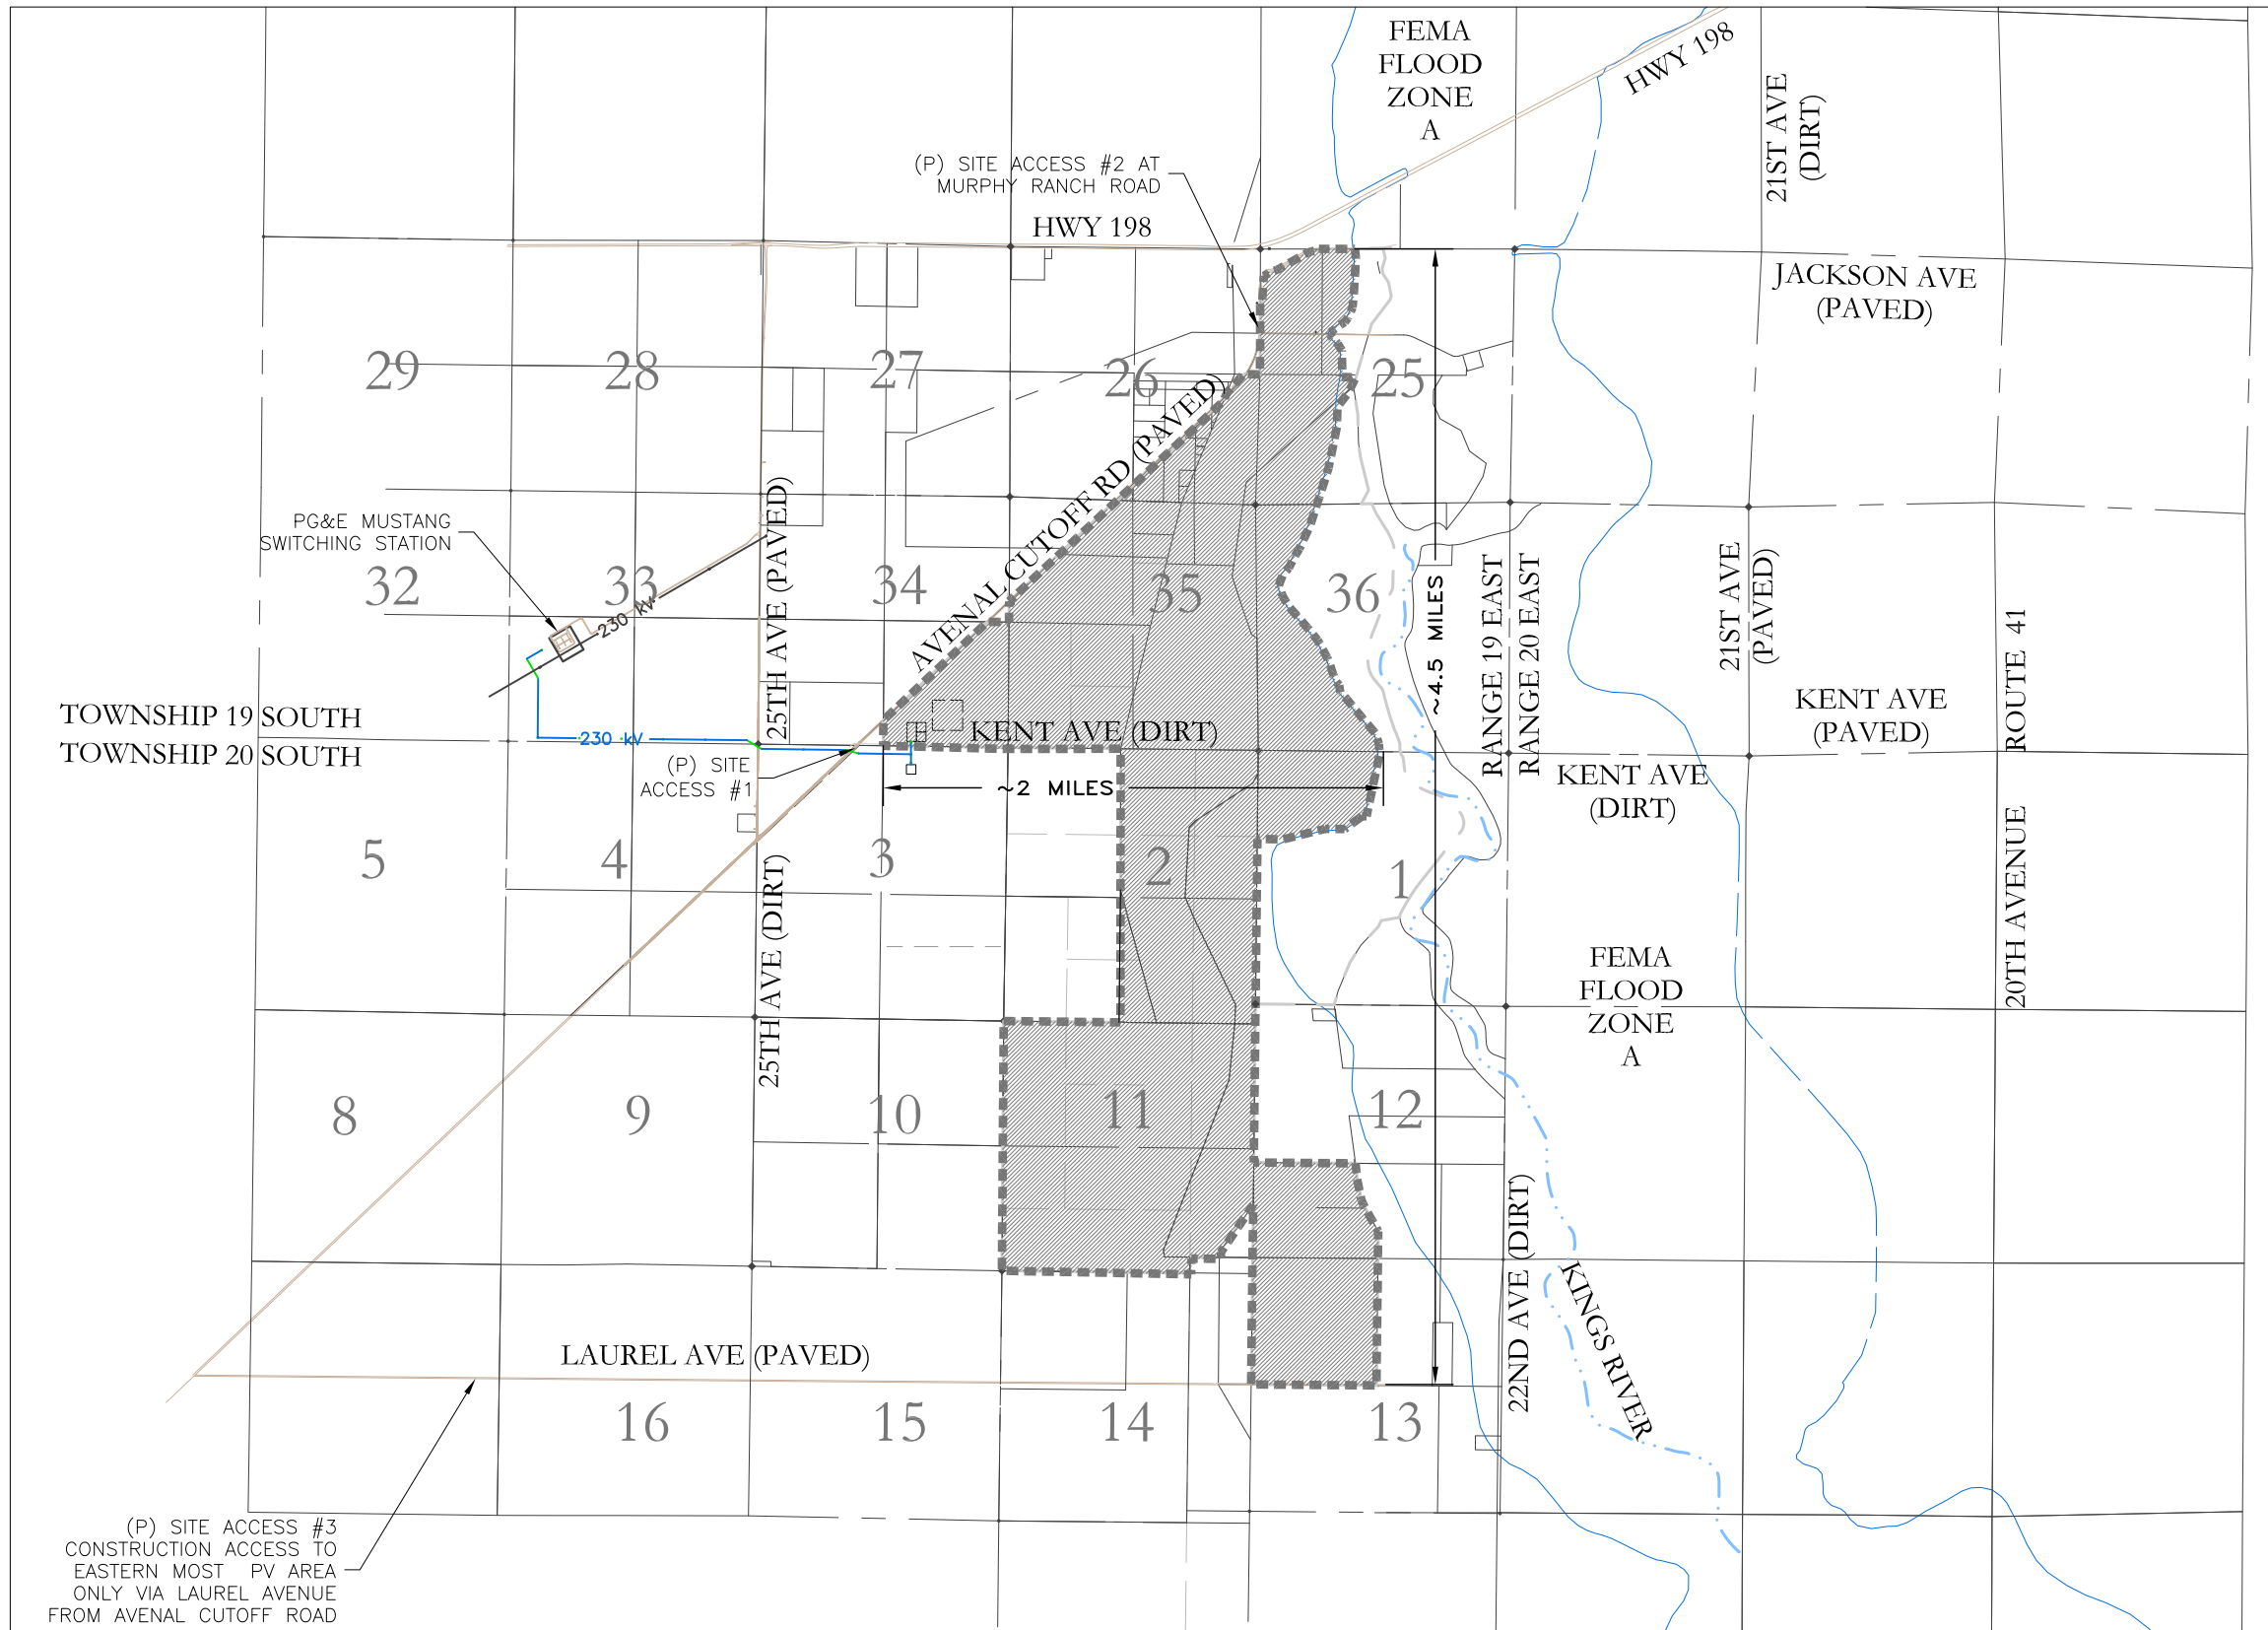 FEMA
FLOOD
ZONE
A
HWY 198
21ST AVE
(DIRT)
(P) SITE ACCESS #2 AT
MURPHY RANCH ROAD
HWY 198
JACKSON AVE
(PAVED)
29
28
27
26
25
AVENAL CUTOFF RD (PAVED)
25TH AVE (PAVED)
PG&E MUSTANG
SWITCHING STATION
32
33
34
35
36
230 kV
~4.5 MILES
RANGE 19 EAST
RANGE 20 EAST
21ST AVE
(PAVED)
ROUTE 41
20TH AVENUE
TOWNSHIP 19 SOUTH
TOWNSHIP 20 SOUTH
230 kV
KENT AVE (DIRT)
KENT AVE
(PAVED)
(P) SITE
ACCESS #1
~2 MILES
KENT AVE
(DIRT)
5
4
3
2
1
25TH AVE (DIRT)
FEMA
FLOOD
ZONE
A
8
9
10
11
12
22ND AVE (DIRT)
KINGS RIVER
LAUREL AVE (PAVED)
16
15
14
13
(P) SITE ACCESS #3
CONSTRUCTION ACCESS TO
EASTERN MOST PV AREA
ONLY VIA LAUREL AVENUE
FROM AVENAL CUTOFF ROAD